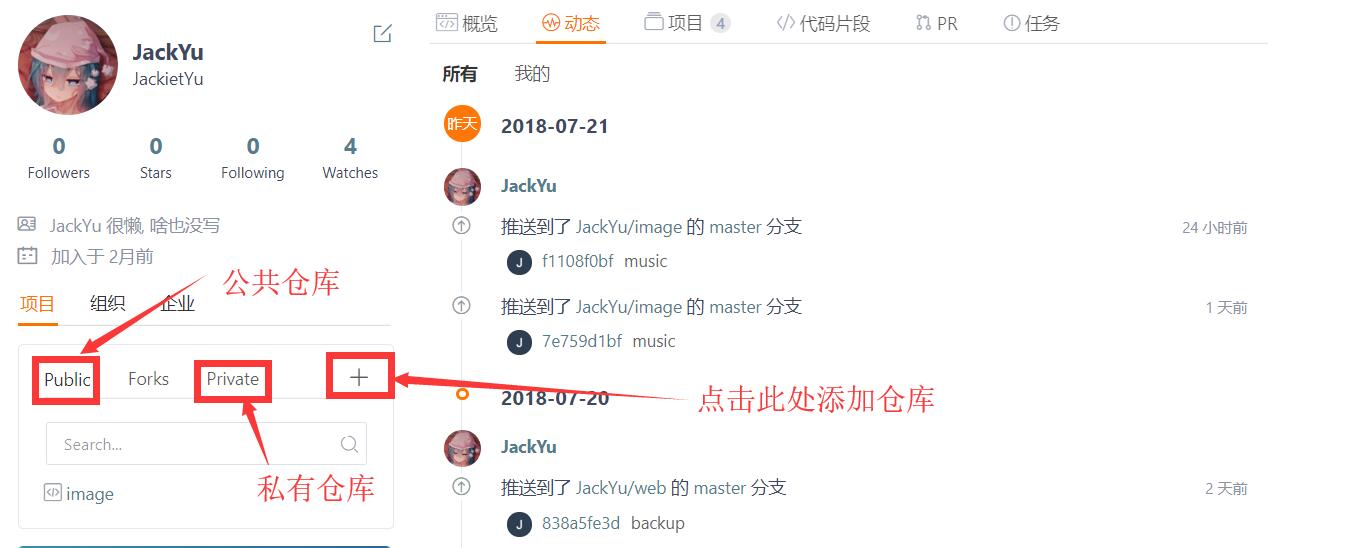 JackYu
JackietYu
0 0 0 4
Followers Stars Following Watches
JackYu 很懒, 啥也没写
加入于 2月前
公共仓库
项目 组织 企业
Public Forks Private
Search...
image
私有仓库
概览 动态 项目 4 代码片段 PR 任务
所有 我的
昨天 2018-07-21
JackYu
推送到了 JackYu/image 的 master 分支 24 小时前
J f1108f0bf music
推送到了 JackYu/image 的 master 分支 1 天前
J 7e759d1bf music
2018-07-20
点击此处添加仓库
JackYu
推送到了 JackYu/web 的 master 分支 2 天前
J 838a5fe3d backup